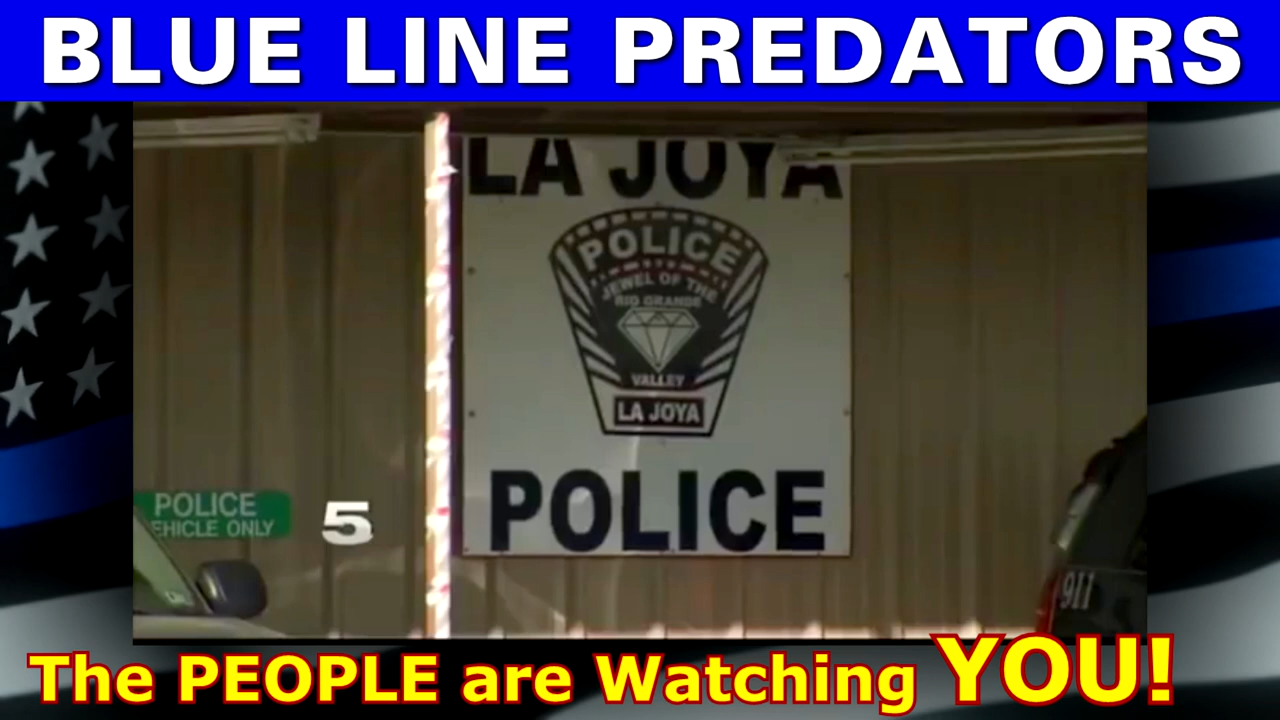 BLUE LINE PREDATORS
LA JOYA
POLICE
JEWEL OF THE
RIO GRANDE
VALLEY
LA JOYA
POLICE
POLICE
EHICLE ONLY
5
911
The PEOPLE are Watching YOU!